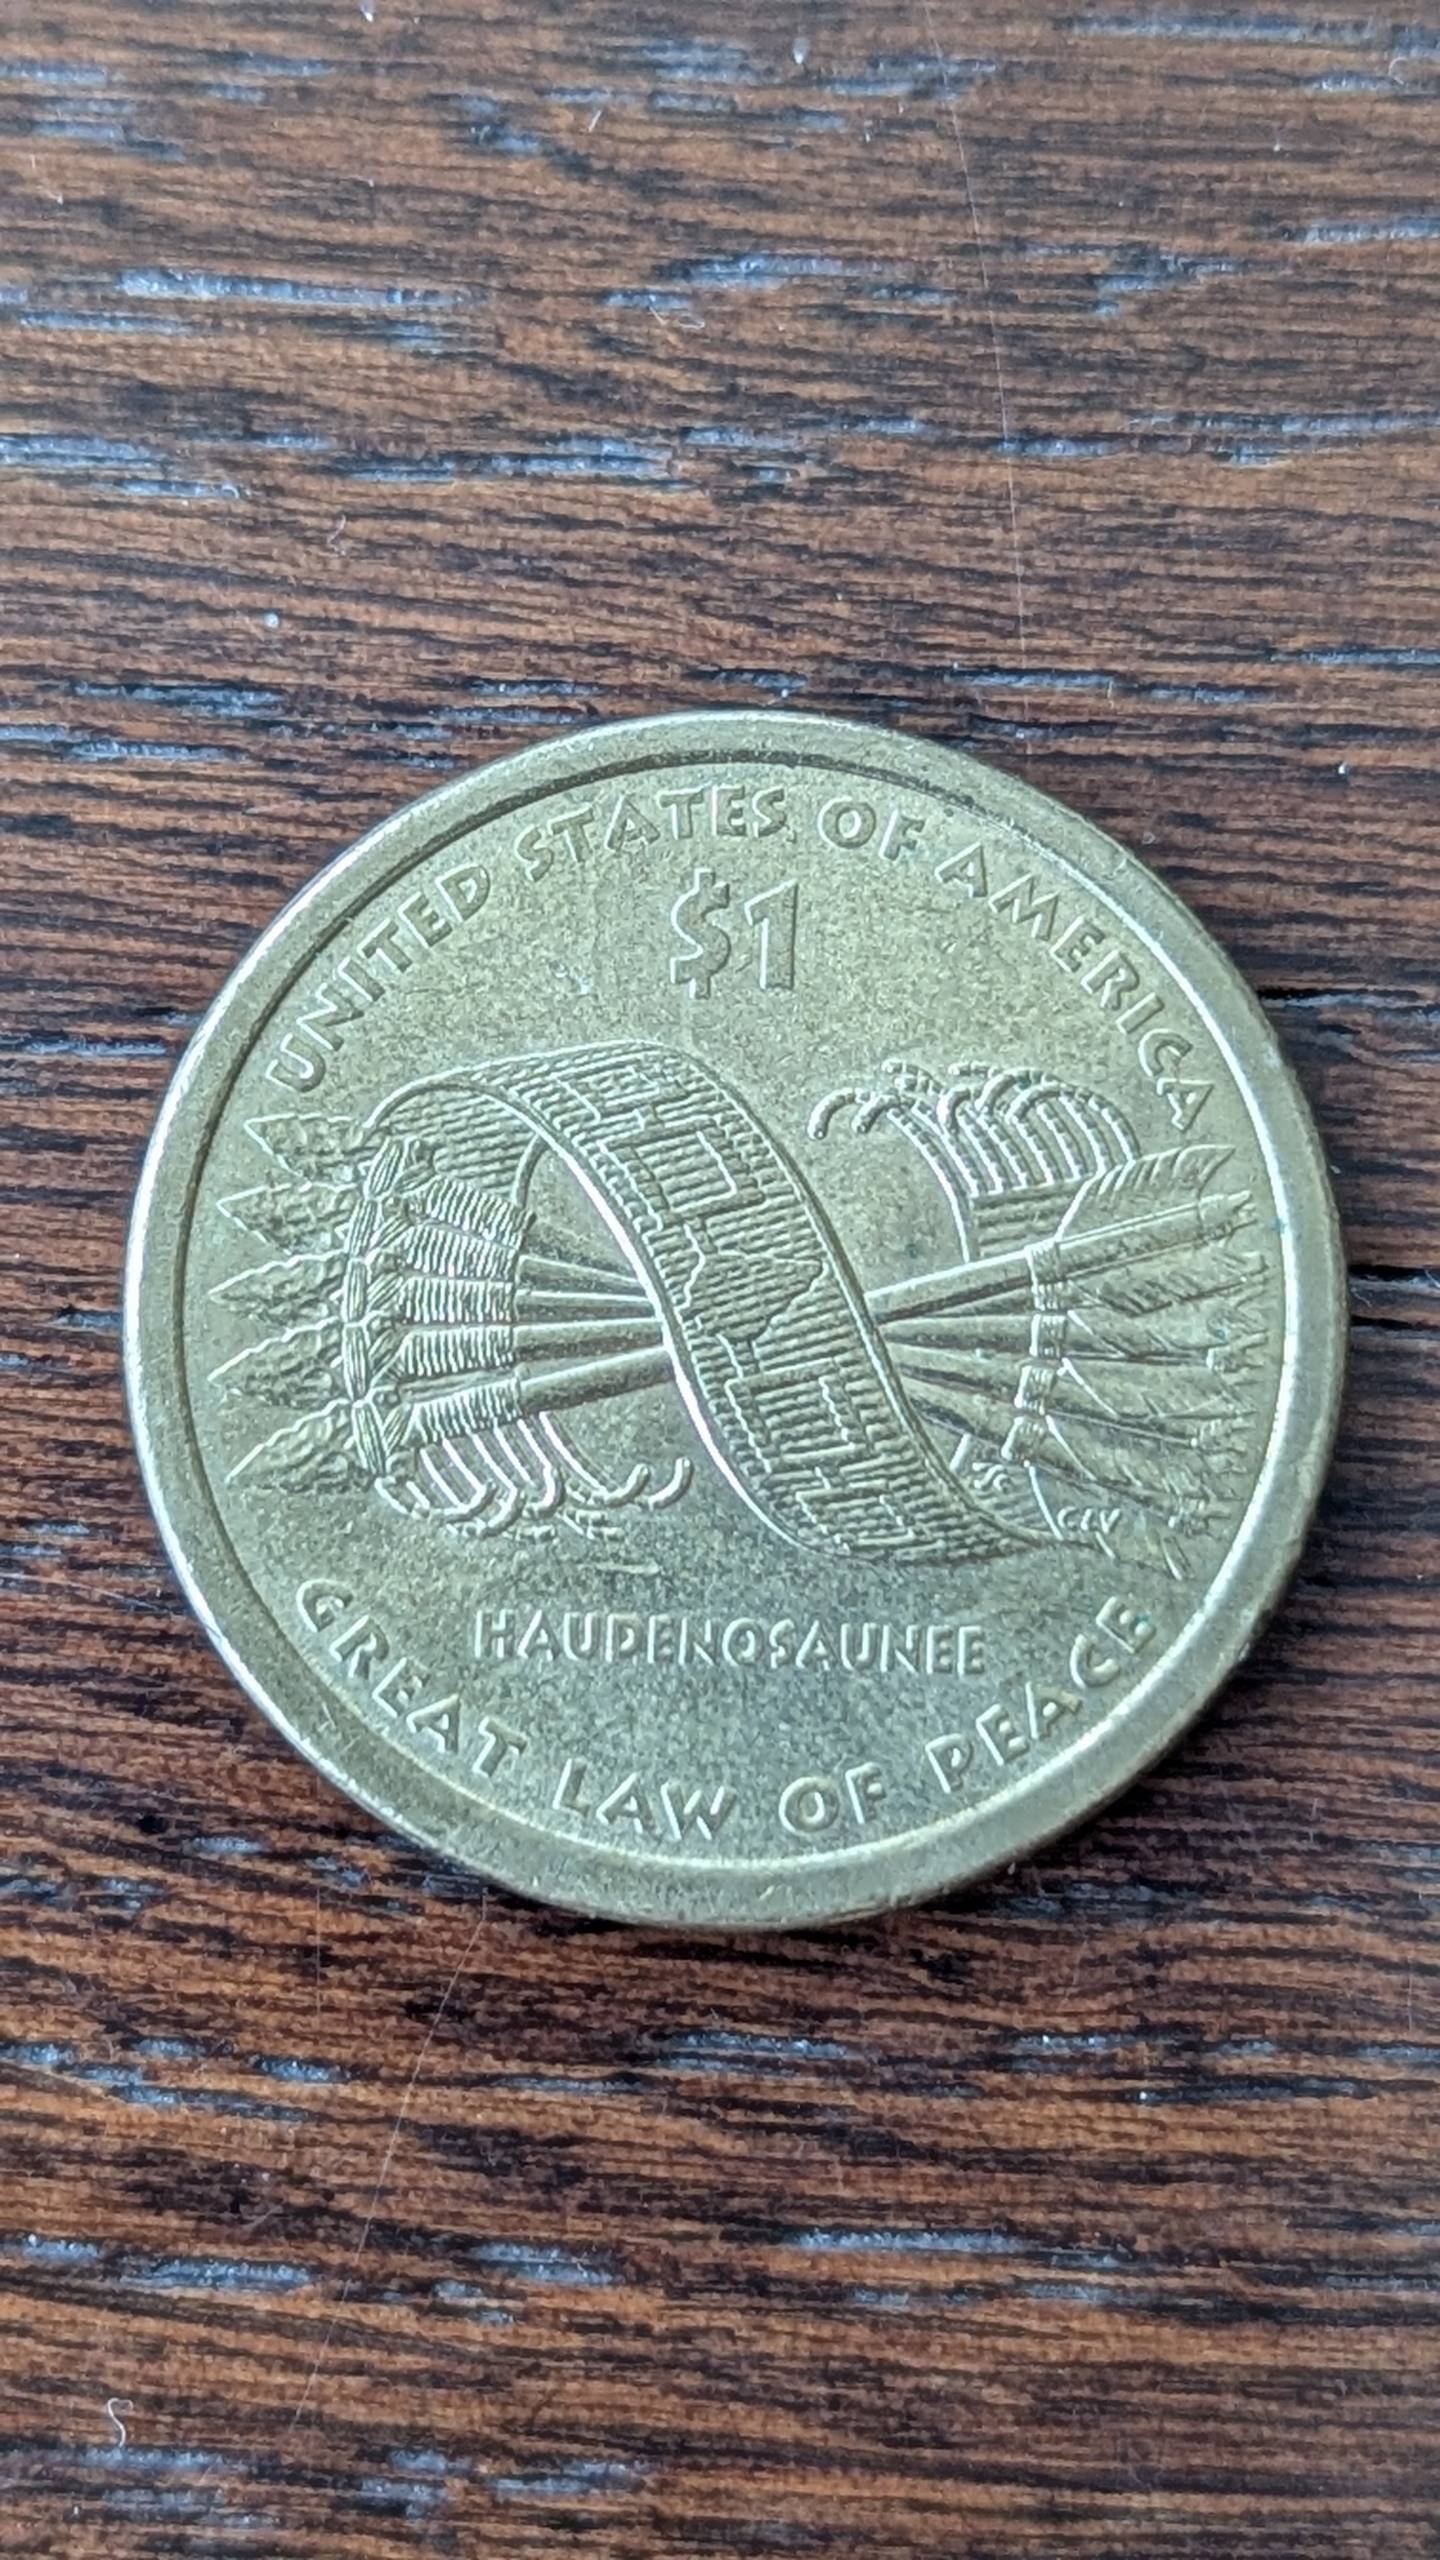 UNITED STATES OF AMERICA
$1
HAUDENOSAUNEE
GREAT LAW OF PEACE